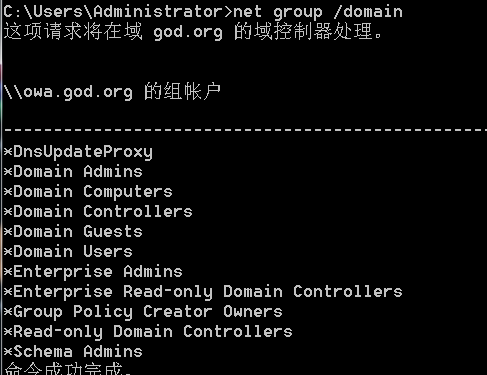 C:\Users\Administrator>net group /domain
这项请求将在域 god.org 的域控制器处理。
\\owa.god.org 的组帐户
-------------------------------------------------
*DnsUpdateProxy
*Domain Admins
*Domain Computers
*Domain Controllers
*Domain Guests
*Domain Users
*Enterprise Admins
*Enterprise Read-only Domain Controllers
*Group Policy Creator Owners
*Read-only Domain Controllers
*Schema Admins
命令成功完成。